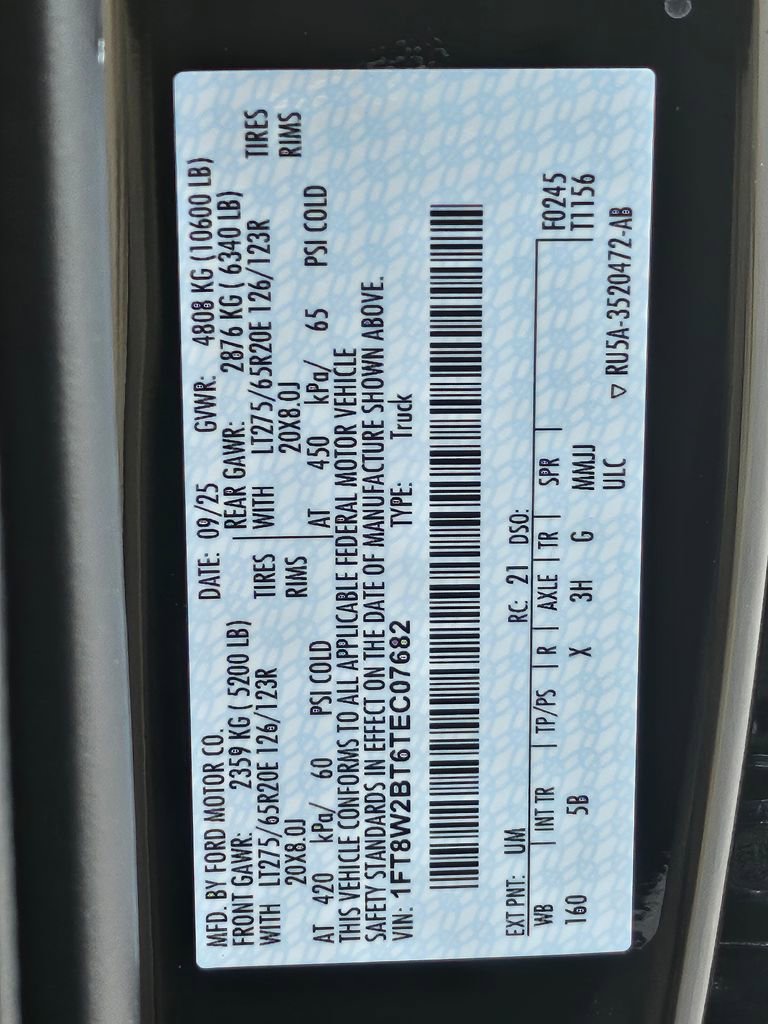 MFD. BY FORD MOTOR CO.
DATE: 09/25 GVWR: 4808 KG (10600 LB)
FRONT GAWR: 2359 KG ( 5200 LB) REAR GAWR: 2876 KG ( 6340 LB)
WITH LT275/65R20E 126/123R TIRES WITH LT275/65R20E 126/123R TIRES
20X8.0J RIMS 20X8.0J RIMS
AT 420 kPa/ 60 PSI COLD AT 450 kPa/ 65 PSI COLD
THIS VEHICLE CONFORMS TO ALL APPLICABLE FEDERAL MOTOR VEHICLE
SAFETY STANDARDS IN EFFECT ON THE DATE OF MANUFACTURE SHOWN ABOVE.
VIN: 1FT8W2BT6TEC07682 TYPE: Truck
EXT PNT: UM RC: 21 DSO:
WB INT TR TP/PS R AXLE TR SPR F0245
160 5B X 3H G MMJJ T1156
ULC
▽ RU5A-3520472-AB